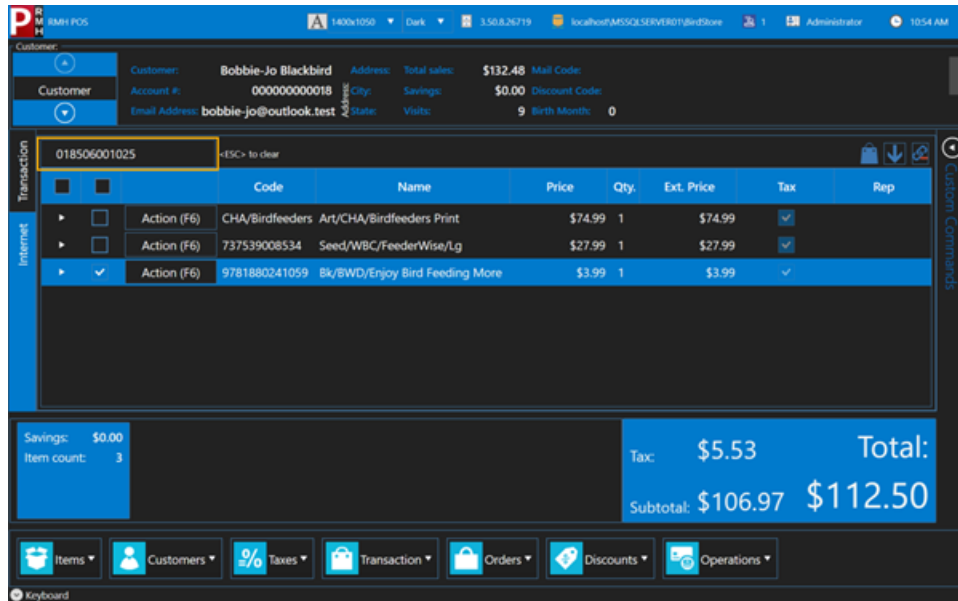 P RMH RMH POS A 1400x1050 Dark 3.50.8.26719 localhost\MSSQLSERVER01\BirdStore 1 Administrator 10:54 AM
Customer:
Customer
Customer: Bobbie-Jo Blackbird Address: Address: Total sales: $132.48 Mail Code:
Account #: 000000000018 City: Savings: $0.00 Discount Code:
Email Address: bobbie-jo@outlook.test State: Visits: 9 Birth Month: 0
Transaction
Internet
018506001025 <ESC> to clear
Custom Commands
Code Name Price Qty. Ext. Price Tax Rep
Action (F6) CHA/Birdfeeders Art/CHA/Birdfeeders Print $74.99 1 $74.99
Action (F6) 737539008534 Seed/WBC/FeederWise/Lg $27.99 1 $27.99
Action (F6) 9781880241059 Bk/BWD/Enjoy Bird Feeding More $3.99 1 $3.99
Savings: $0.00
Item count: 3
Tax: $5.53 Total:
Subtotal: $106.97 $112.50
Items Customers % Taxes Transaction Orders Discounts Operations
Keyboard